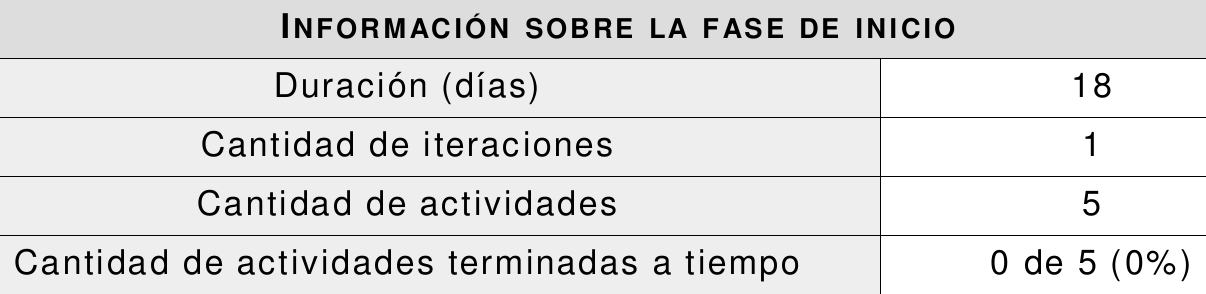 INFORMACIÓN SOBRE LA FASE DE INICIO
Duración (días) 18
Cantidad de iteraciones 1
Cantidad de actividades 5
Cantidad de actividades terminadas a tiempo 0 de 5 (0%)